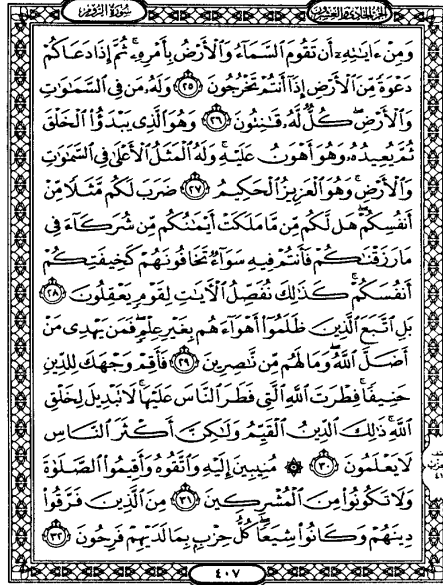 الجزء الحادي والعشرون
سورة الروم
وَمِنْ ءَايَٰتِهِۦٓ أَن تَقُومَ ٱلسَّمَآءُ وَٱلْأَرْضُ بِأَمْرِهِۦ ۚ ثُمَّ إِذَا دَعَاكُمْ
دَعْوَةً مِّنَ ٱلْأَرْضِ إِذَآ أَنتُمْ تَخْرُجُونَ ٢٥ وَلَهُۥ مَن فِى ٱلسَّمَٰوَٰتِ
وَٱلْأَرْضِ ۖ كُلٌّ لَّهُۥ قَٰنِتُونَ ٢٦ وَهُوَ ٱلَّذِى يَبْدَؤُا۟ ٱلْخَلْقَ
ثُمَّ يُعِيدُهُۥ وَهُوَ أَهْوَنُ عَلَيْهِ ۚ وَلَهُ ٱلْمَثَلُ ٱلْأَعْلَىٰ فِى ٱلسَّمَٰوَٰتِ
وَٱلْأَرْضِ ۚ وَهُوَ ٱلْعَزِيزُ ٱلْحَكِيمُ ٢٧ ضَرَبَ لَكُم مَّثَلًا مِّنْ
أَنفُسِكُمْ ۖ هَل لَّكُم مِّن مَّا مَلَكَتْ أَيْمَٰنُكُم مِّن شُرَكَآءَ فِى
مَا رَزَقْنَٰكُمْ فَأَنتُمْ فِيهِ سَوَآءٌ تَخَافُونَهُمْ كَخِيفَتِكُمْ
أَنفُسَكُمْ ۚ كَذَٰلِكَ نُفَصِّلُ ٱلْءَايَٰتِ لِقَوْمٍ يَعْقِلُونَ ٢٨
بَلِ ٱتَّبَعَ ٱلَّذِينَ ظَلَمُوٓا۟ أَهْوَآءَهُم بِغَيْرِ عِلْمٍ ۖ فَمَن يَهْدِى مَنْ
أَضَلَّ ٱللَّهُ ۖ وَمَا لَهُم مِّن نَّٰصِرِينَ ٢٩ فَأَقِمْ وَجْهَكَ لِلدِّينِ
حَنِيفًا ۚ فِطْرَتَ ٱللَّهِ ٱلَّتِى فَطَرَ ٱلنَّاسَ عَلَيْهَا ۚ لَا تَبْدِيلَ لِخَلْقِ
ٱللَّهِ ۚ ذَٰلِكَ ٱلدِّينُ ٱلْقَيِّمُ وَلَٰكِنَّ أَكْثَرَ ٱلنَّاسِ
لَا يَعْلَمُونَ ٣٠ ۞ مُنِيبِينَ إِلَيْهِ وَٱتَّقُوهُ وَأَقِيمُوا۟ ٱلصَّلَوٰةَ
وَلَا تَكُونُوا۟ مِنَ ٱلْمُشْرِكِينَ ٣١ مِنَ ٱلَّذِينَ فَرَّقُوا۟
دِينَهُمْ وَكَانُوا۟ شِيَعًا ۖ كُلُّ حِزْبٍۭ بِمَا لَدَيْهِمْ فَرِحُونَ ٣٢
٤٠٧